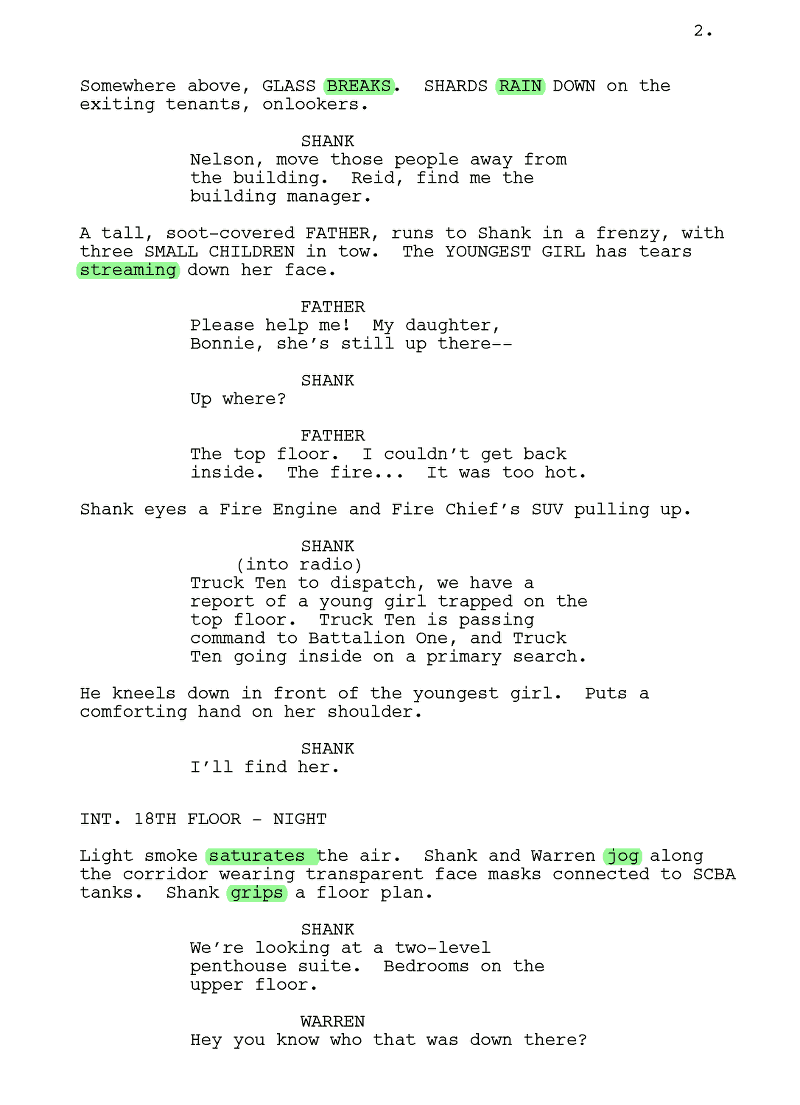 2.
Somewhere above, GLASS BREAKS.  SHARDS RAIN DOWN on the
exiting tenants, onlookers.
SHANK
Nelson, move those people away from
the building.  Reid, find me the
building manager.
A tall, soot-covered FATHER, runs to Shank in a frenzy, with
three SMALL CHILDREN in tow.  The YOUNGEST GIRL has tears
streaming down her face.
FATHER
Please help me!  My daughter,
Bonnie, she's still up there--
SHANK
Up where?
FATHER
The top floor.  I couldn't get back
inside.  The fire...  It was too hot.
Shank eyes a Fire Engine and Fire Chief's SUV pulling up.
SHANK
(into radio)
Truck Ten to dispatch, we have a
report of a young girl trapped on the
top floor.  Truck Ten is passing
command to Battalion One, and Truck
Ten going inside on a primary search.
He kneels down in front of the youngest girl.  Puts a
comforting hand on her shoulder.
SHANK
I'll find her.
INT. 18TH FLOOR - NIGHT
Light smoke saturates the air.  Shank and Warren jog along
the corridor wearing transparent face masks connected to SCBA
tanks.  Shank grips a floor plan.
SHANK
We're looking at a two-level
penthouse suite.  Bedrooms on the
upper floor.
WARREN
Hey you know who that was down there?